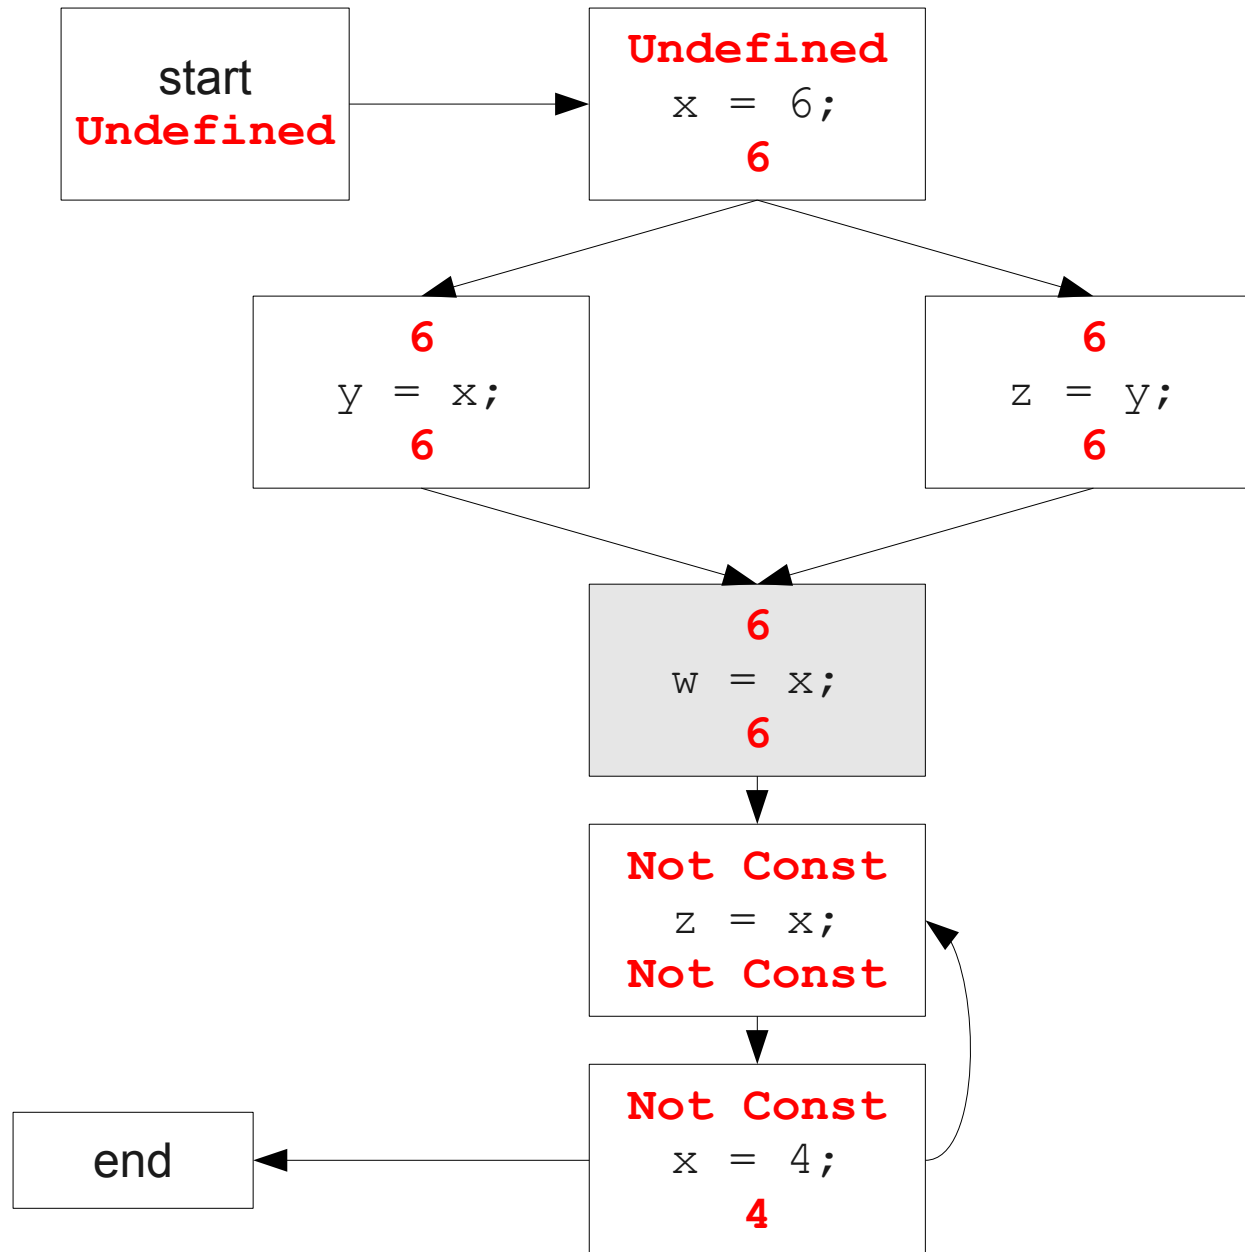 start
Undefined
Undefined
x = 6;
6
6
y = x;
6
6
z = y;
6
6
w = x;
6
Not Const
z = x;
Not Const
Not Const
x = 4;
4
end